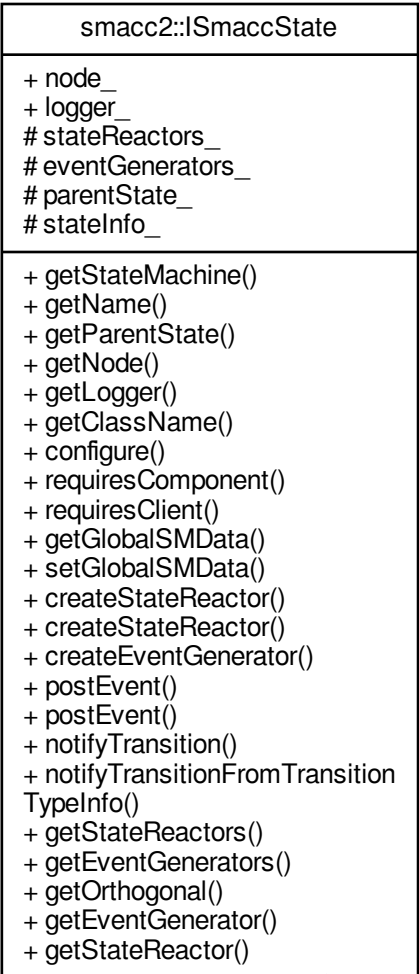 smacc2::ISmaccState
+ node_
+ logger_
# stateReactors_
# eventGenerators_
# parentState_
# stateInfo_
+ getStateMachine()
+ getName()
+ getParentState()
+ getNode()
+ getLogger()
+ getClassName()
+ configure()
+ requiresComponent()
+ requiresClient()
+ getGlobalSMData()
+ setGlobalSMData()
+ createStateReactor()
+ createStateReactor()
+ createEventGenerator()
+ postEvent()
+ postEvent()
+ notifyTransition()
+ notifyTransitionFromTransition
TypeInfo()
+ getStateReactors()
+ getEventGenerators()
+ getOrthogonal()
+ getEventGenerator()
+ getStateReactor()